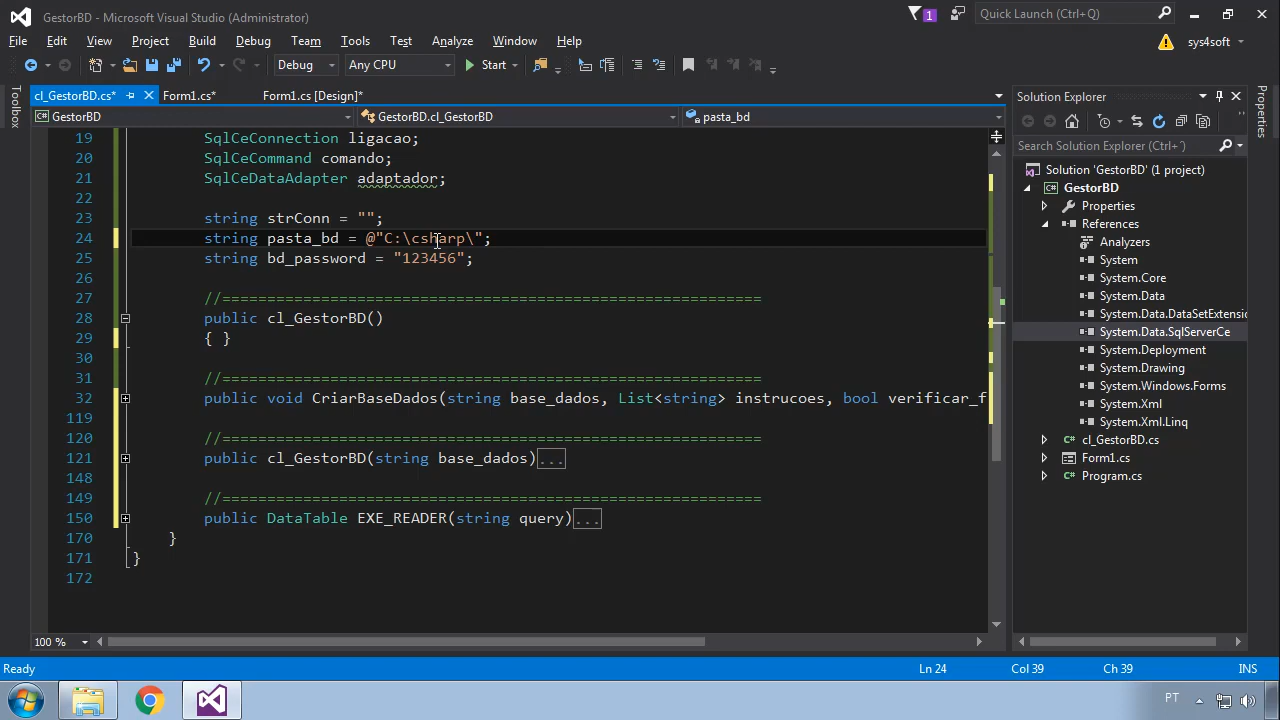 GestorBD - Microsoft Visual Studio (Administrator)
1
Quick Launch (Ctrl+Q)
File Edit View Project Build Debug Team Tools Test Analyze Window Help
sys4soft
Debug Any CPU Start
Toolbox
cl_GestorBD.cs* Form1.cs* Form1.cs [Design]*
GestorBD GestorBD.cl_GestorBD pasta_bd
19 SqlCeConnection ligacao;
20 SqlCeCommand comando;
21 SqlCeDataAdapter adaptador;
22
23 string strConn = "";
24 string pasta_bd = @"C:\csharp\";
25 string bd_password = "123456";
26
27 //============================================================
28 public cl_GestorBD()
29 { }
30
31 //============================================================
32 public void CriarBaseDados(string base_dados, List<string> instrucoes, bool verificar_f
119
120 //============================================================
121 public cl_GestorBD(string base_dados)...
148
149 //============================================================
150 public DataTable EXE_READER(string query)...
170 }
171 }
172
100 %
Solution Explorer
Search Solution Explorer (Ctrl+´)
Solution 'GestorBD' (1 project)
GestorBD
Properties
References
Analyzers
System
System.Core
System.Data
System.Data.DataSetExtensio
System.Data.SqlServerCe
System.Deployment
System.Drawing
System.Windows.Forms
System.Xml
System.Xml.Linq
cl_GestorBD.cs
Form1.cs
Program.cs
Properties
Ready Ln 24 Col 39 Ch 39 INS
PT